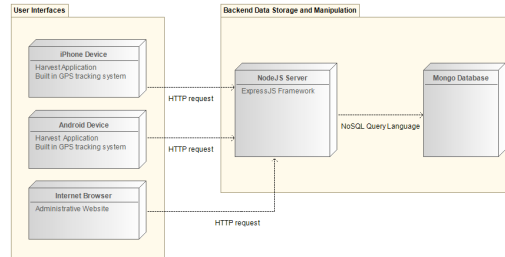 User Interfaces
Backend Data Storage and Manipulation
iPhone Device
Harvest Application
Built in GPS tracking system
HTTP request
NodeJS Server
ExpressJS Framework
Mongo Database
NoSQL Query Language
Android Device
Harvest Application
Built in GPS tracking system
HTTP request
Internet Browser
Administrative Website
HTTP request